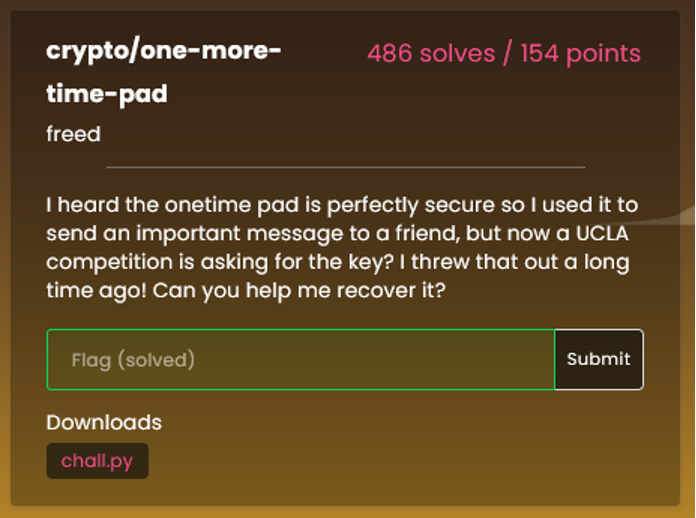 crypto/one-more-
time-pad
486 solves / 154 points
freed
I heard the onetime pad is perfectly secure so I used it to
send an important message to a friend, but now a UCLA
competition is asking for the key? I threw that out a long
time ago! Can you help me recover it?
Flag (solved)
Submit
Downloads
chall.py